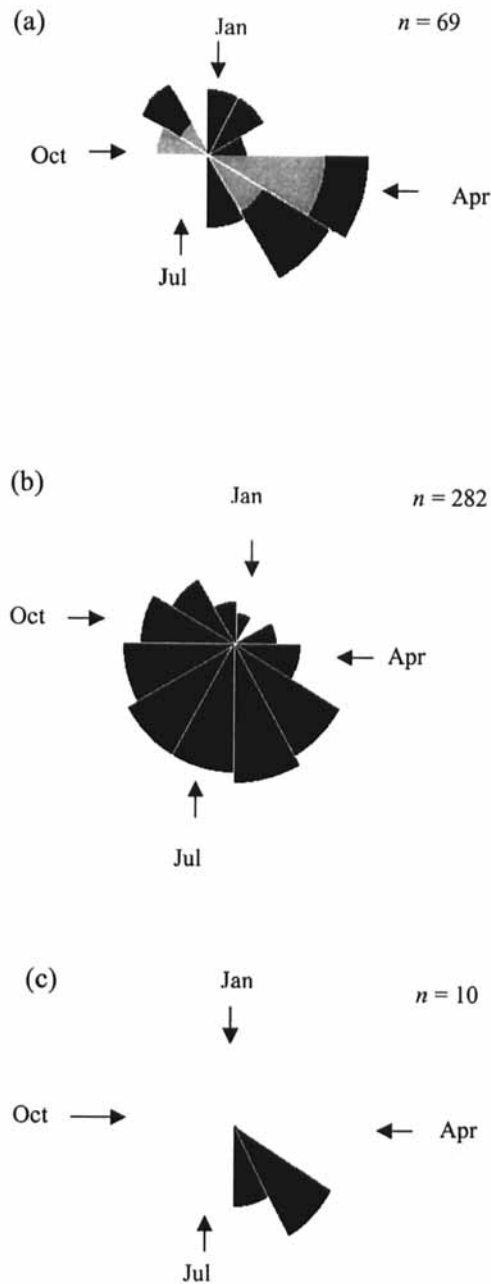 (a)
Jan
n = 69
Oct
Apr
Jul
(b)
Jan
n = 282
Oct
Apr
Jul
(c)
Jan
n = 10
Oct
Apr
Jul